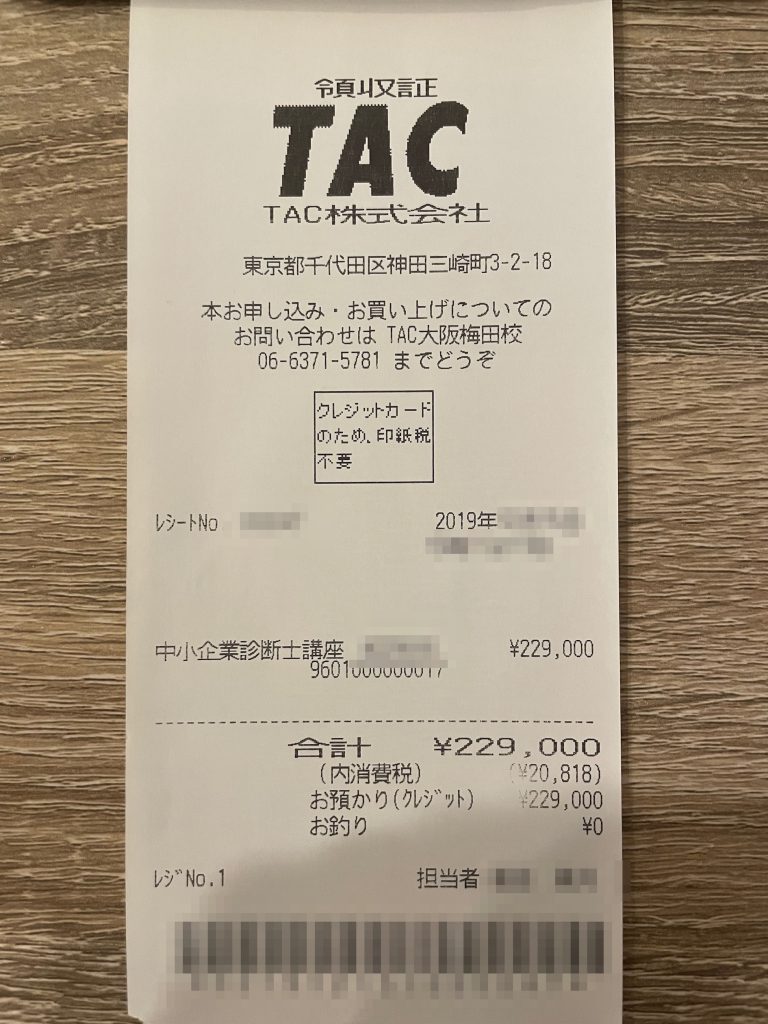 領収証
TAC
TAC株式会社
東京都千代田区神田三崎町3-2-18
本お申し込み・お買い上げについての
お問い合わせは TAC大阪梅田校
06-6371-5781 までどうぞ
クレジットカード
のため、印紙税
不要
ﾚｼｰﾄNo
2019年
中小企業診断士講座 ¥229,000
9601000000017
合計 ¥229,000
(内消費税) (¥20,818)
お預かり(ｸﾚｼﾞｯﾄ) ¥229,000
お釣り ¥0
ﾚｼﾞNo.1 担当者